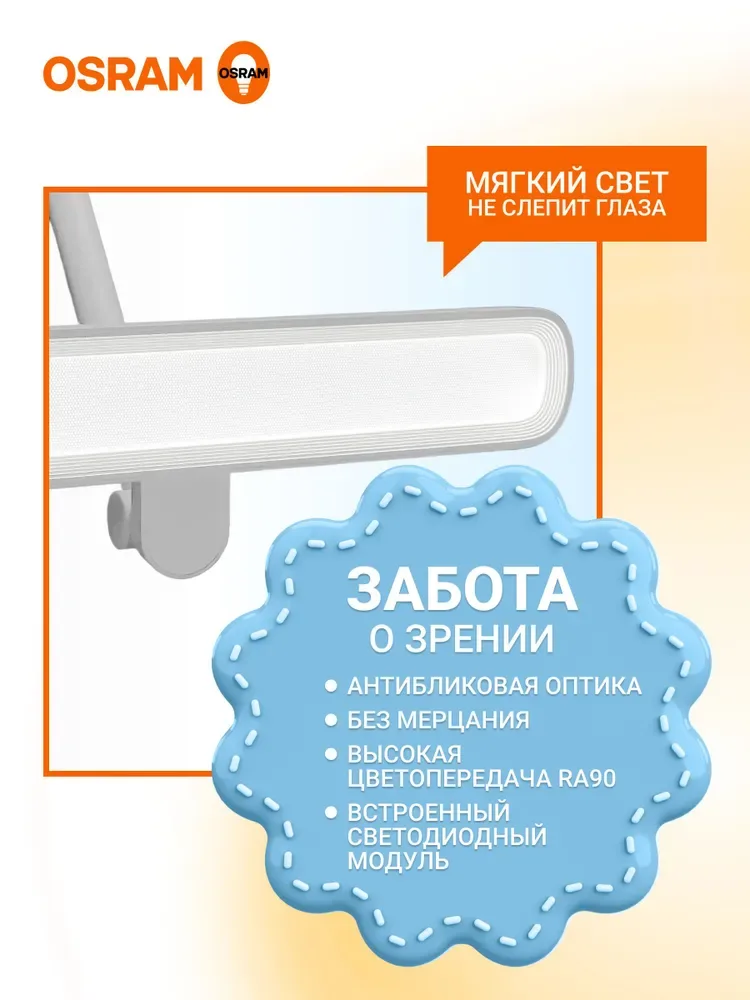 OSRAM OSRAM
МЯГКИЙ СВЕТ
НЕ СЛЕПИТ ГЛАЗА
ЗАБОТА
О ЗРЕНИИ
• АНТИБЛИКОВАЯ ОПТИКА
• БЕЗ МЕРЦАНИЯ
• ВЫСОКАЯ
ЦВЕТОПЕРЕДАЧА RA90
• ВСТРОЕННЫЙ
СВЕТОДИОДНЫЙ
МОДУЛЬ